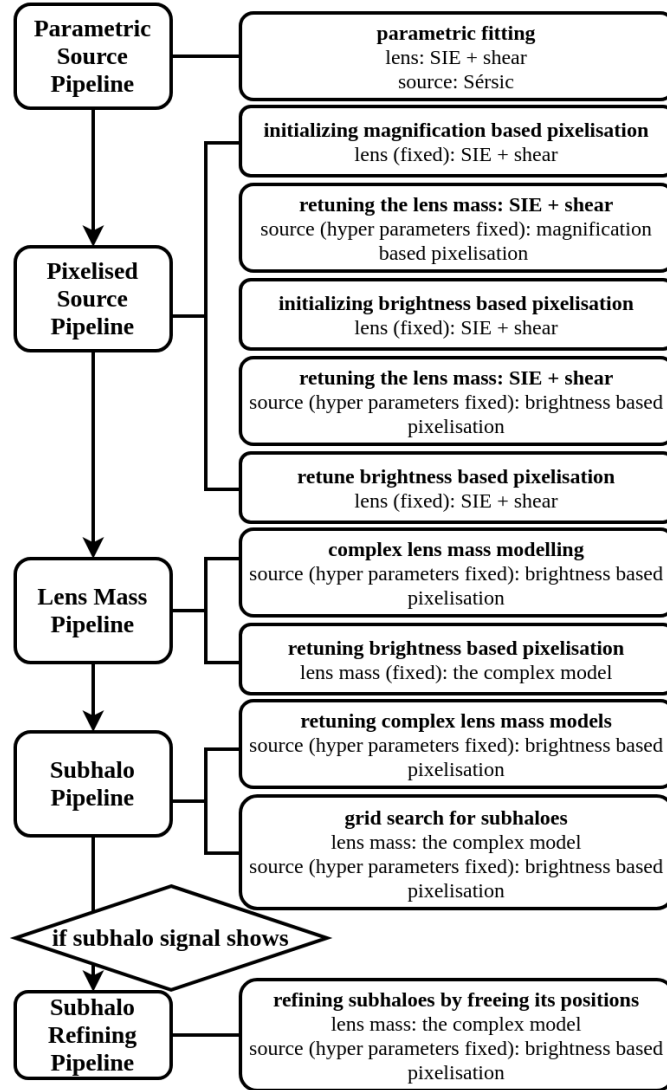 Parametric
Source
Pipeline
parametric fitting
lens: SIE + shear
source: Sérsic
initializing magnification based pixelisation
lens (fixed): SIE + shear
retuning the lens mass: SIE + shear
source (hyper parameters fixed): magnification
based pixelisation
Pixelised
Source
Pipeline
initializing brightness based pixelisation
lens (fixed): SIE + shear
retuning the lens mass: SIE + shear
source (hyper parameters fixed): brightness based
pixelisation
retune brightness based pixelisation
lens (fixed): SIE + shear
Lens Mass
Pipeline
complex lens mass modelling
source (hyper parameters fixed): brightness based
pixelisation
retuning brightness based pixelisation
lens mass (fixed): the complex model
Subhalo
Pipeline
retuning complex lens mass models
source (hyper parameters fixed): brightness based
pixelisation
grid search for subhaloes
lens mass: the complex model
source (hyper parameters fixed): brightness based
pixelisation
if subhalo signal shows
Subhalo
Refining
Pipeline
refining subhaloes by freeing its positions
lens mass: the complex model
source (hyper parameters fixed): brightness based
pixelisation